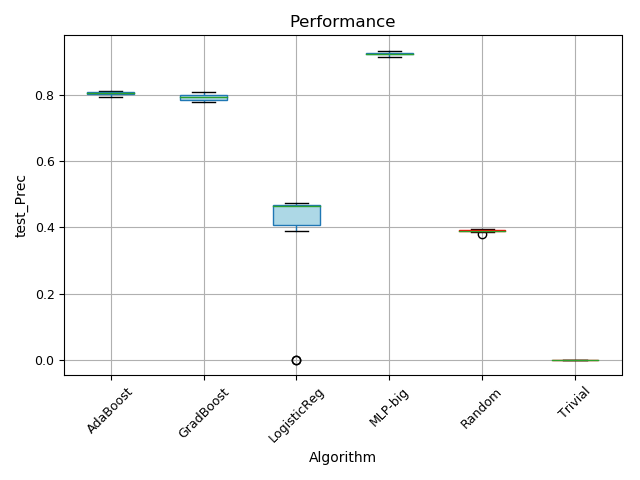 Performance
test_Prec
0.8
0.6
0.4
0.2
0.0
AdaBoost
GradBoost
LogisticReg
MLP-big
Random
Trivial
Algorithm